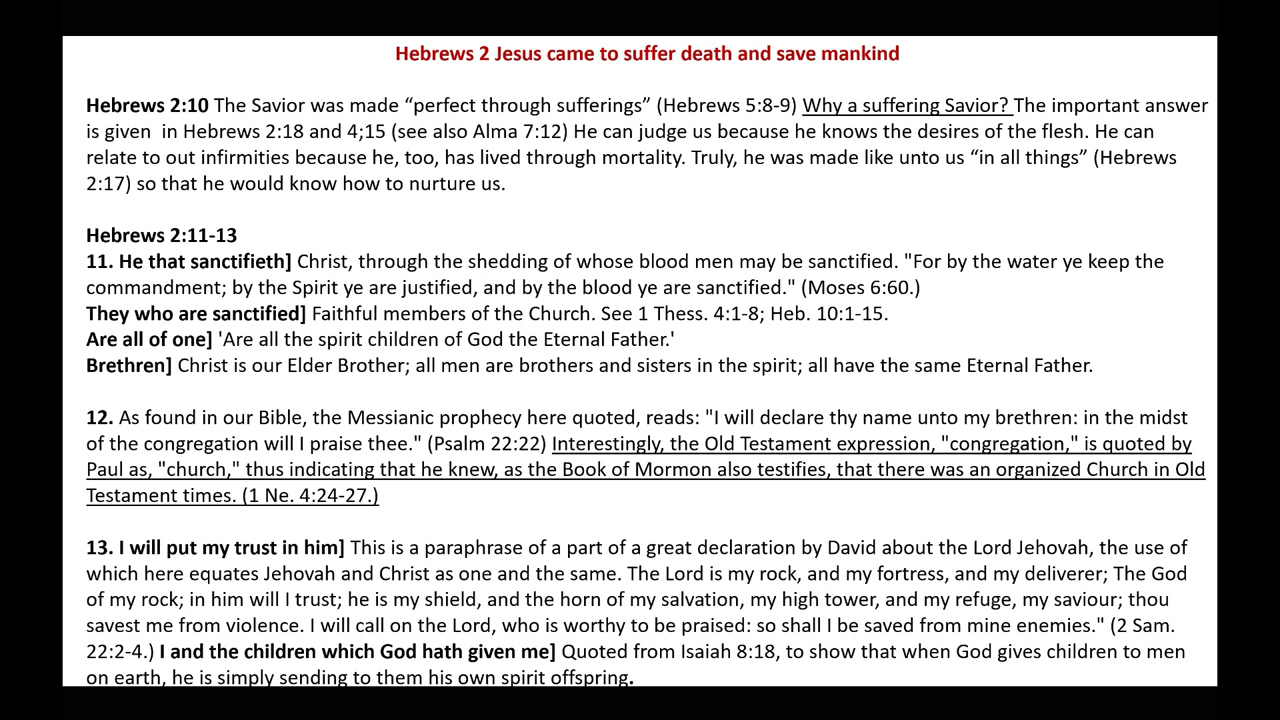 Hebrews 2 Jesus came to suffer death and save mankind
Hebrews 2:10 The Savior was made “perfect through sufferings” (Hebrews 5:8-9) Why a suffering Savior? The important answer
is given  in Hebrews 2:18 and 4;15 (see also Alma 7:12) He can judge us because he knows the desires of the flesh. He can
relate to out infirmities because he, too, has lived through mortality. Truly, he was made like unto us “in all things” (Hebrews
2:17) so that he would know how to nurture us.
Hebrews 2:11-13
11. He that sanctifieth] Christ, through the shedding of whose blood men may be sanctified. "For by the water ye keep the
commandment; by the Spirit ye are justified, and by the blood ye are sanctified." (Moses 6:60.)
They who are sanctified] Faithful members of the Church. See 1 Thess. 4:1-8; Heb. 10:1-15.
Are all of one] 'Are all the spirit children of God the Eternal Father.'
Brethren] Christ is our Elder Brother; all men are brothers and sisters in the spirit; all have the same Eternal Father.
12. As found in our Bible, the Messianic prophecy here quoted, reads: "I will declare thy name unto my brethren: in the midst
of the congregation will I praise thee." (Psalm 22:22) Interestingly, the Old Testament expression, "congregation," is quoted by
Paul as, "church," thus indicating that he knew, as the Book of Mormon also testifies, that there was an organized Church in Old
Testament times. (1 Ne. 4:24-27.)
13. I will put my trust in him] This is a paraphrase of a part of a great declaration by David about the Lord Jehovah, the use of
which here equates Jehovah and Christ as one and the same. The Lord is my rock, and my fortress, and my deliverer; The God
of my rock; in him will I trust; he is my shield, and the horn of my salvation, my high tower, and my refuge, my saviour; thou
savest me from violence. I will call on the Lord, who is worthy to be praised: so shall I be saved from mine enemies." (2 Sam.
22:2-4.) I and the children which God hath given me] Quoted from Isaiah 8:18, to show that when God gives children to men
on earth, he is simply sending to them his own spirit offspring.